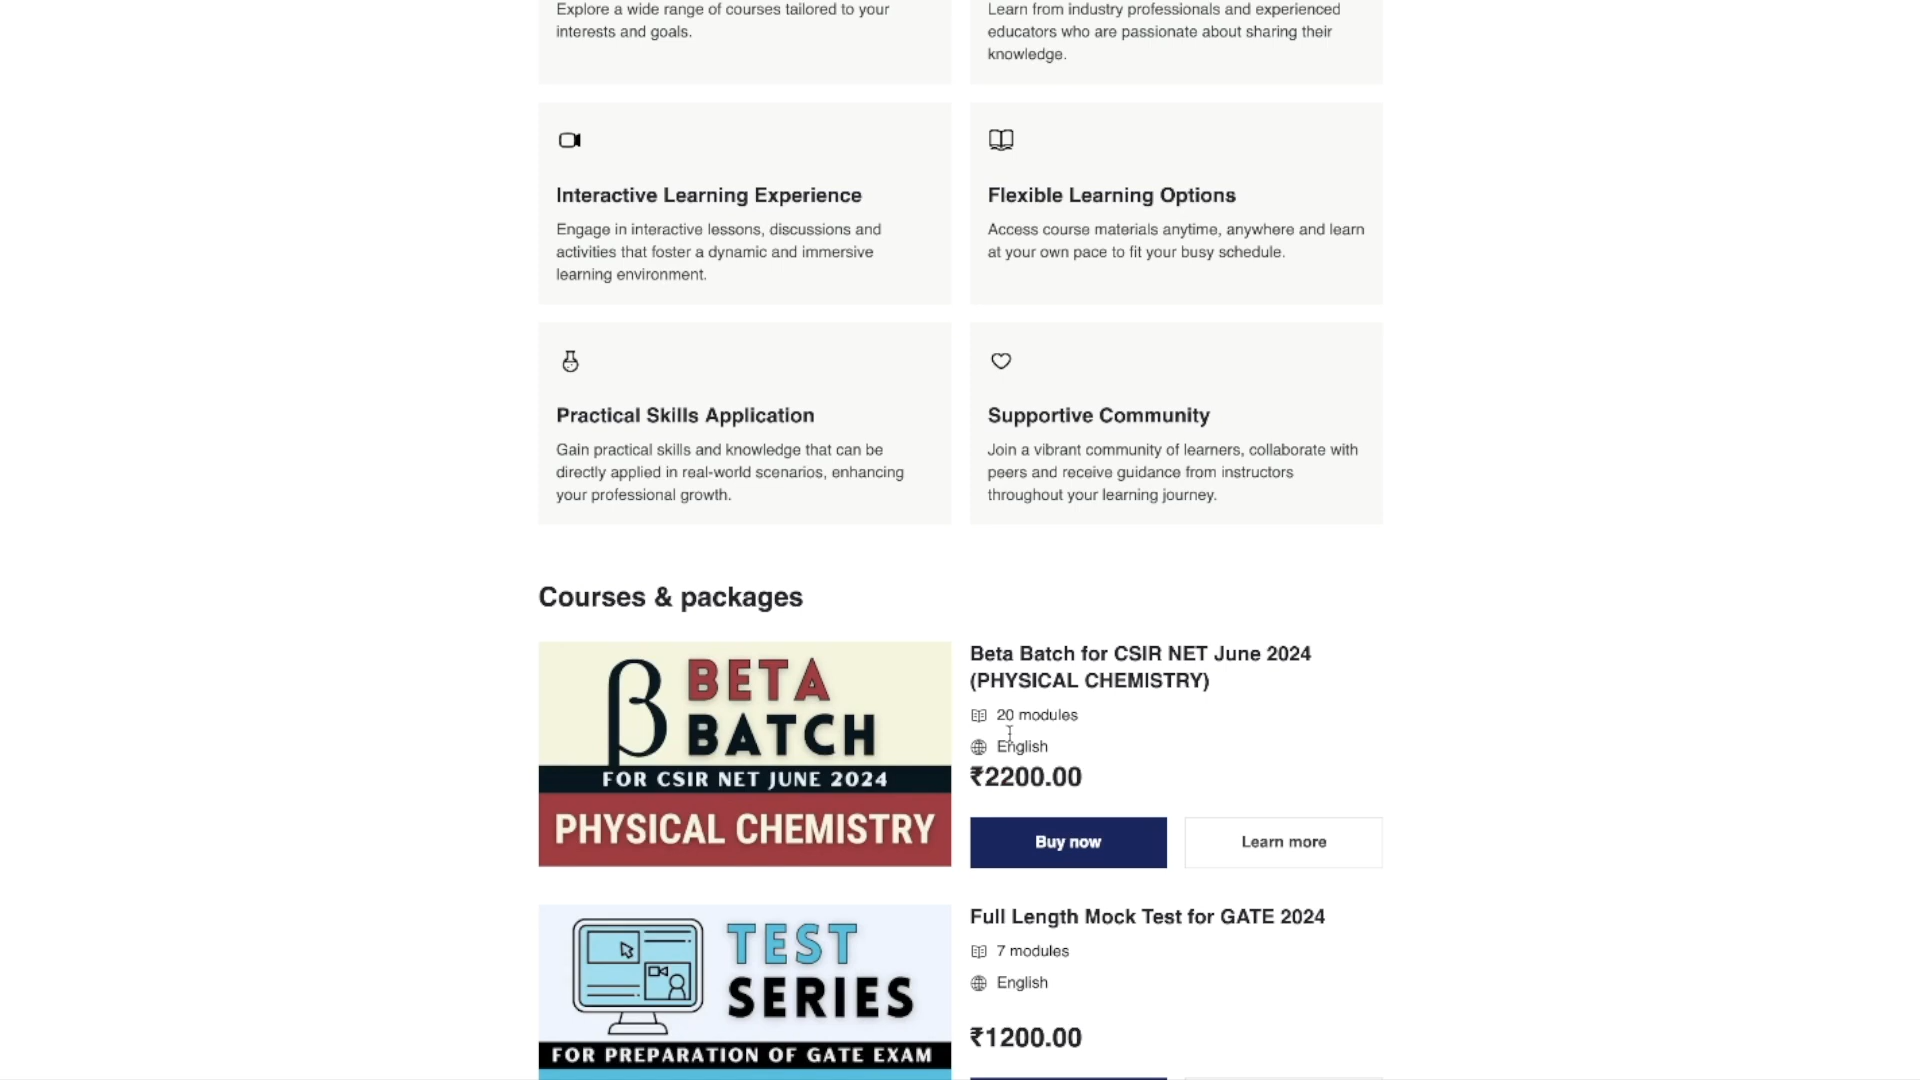 Explore a wide range of courses tailored to your
interests and goals.
Learn from industry professionals and experienced
educators who are passionate about sharing their
knowledge.
Interactive Learning Experience
Engage in interactive lessons, discussions and
activities that foster a dynamic and immersive
learning environment.
Flexible Learning Options
Access course materials anytime, anywhere and learn
at your own pace to fit your busy schedule.
Practical Skills Application
Gain practical skills and knowledge that can be
directly applied in real-world scenarios, enhancing
your professional growth.
Supportive Community
Join a vibrant community of learners, collaborate with
peers and receive guidance from instructors
throughout your learning journey.
Courses & packages
β BETA
BATCH
FOR CSIR NET JUNE 2024
PHYSICAL CHEMISTRY
Beta Batch for CSIR NET June 2024
(PHYSICAL CHEMISTRY)
20 modules
English
₹2200.00
Buy now
Learn more
TEST
SERIES
FOR PREPARATION OF GATE EXAM
Full Length Mock Test for GATE 2024
7 modules
English
₹1200.00